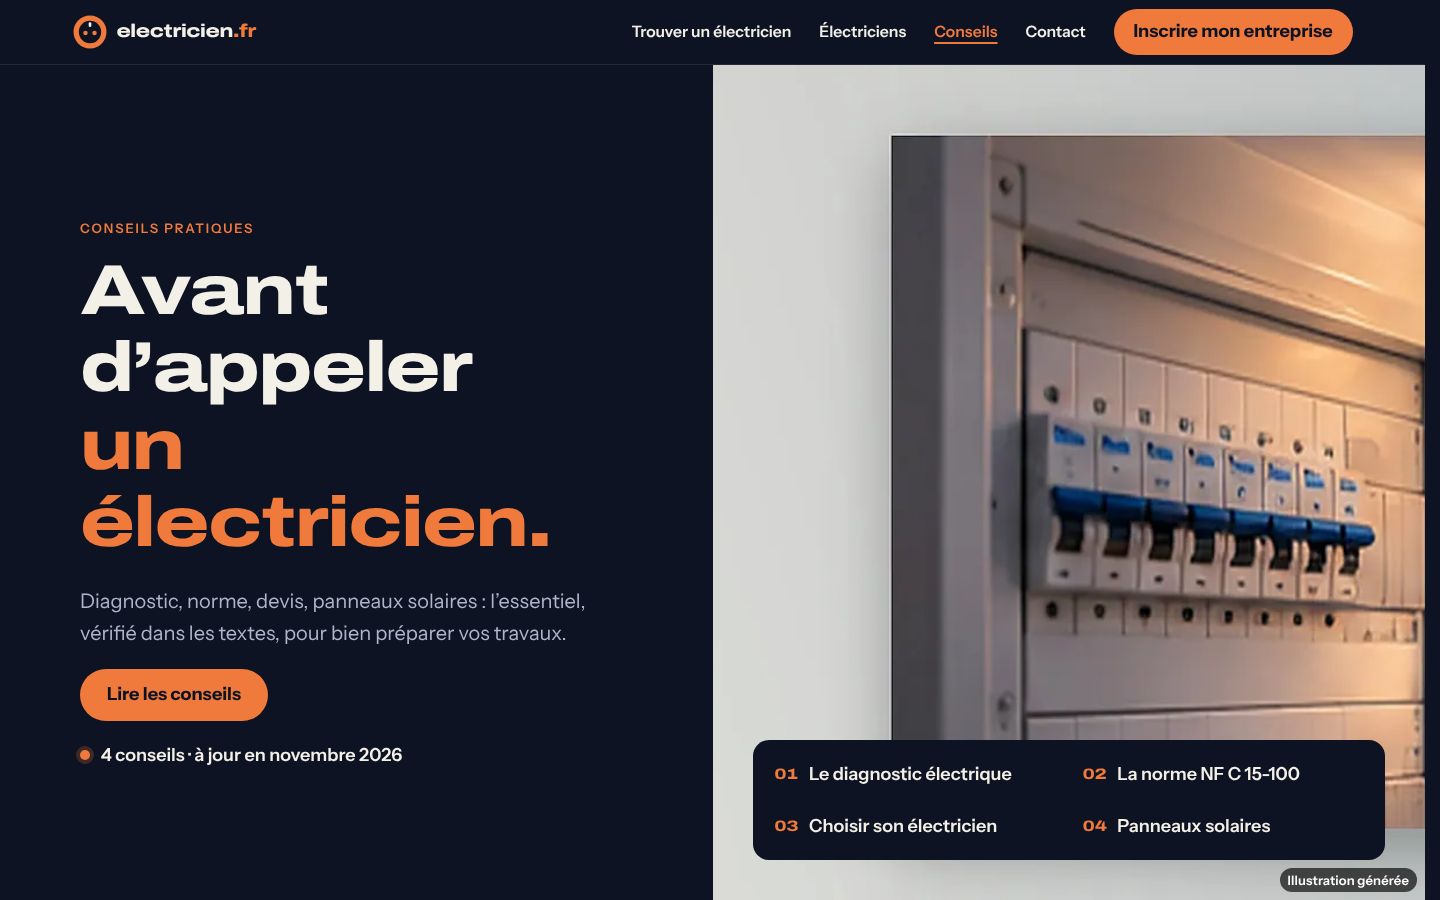 electricien.fr
Trouver un électricien
Électriciens
Conseils
Contact
Inscrire mon entreprise
CONSEILS PRATIQUES
Avant
d’appeler
un
électricien.
Diagnostic, norme, devis, panneaux solaires : l’essentiel,
vérifié dans les textes, pour bien préparer vos travaux.
Lire les conseils
4 conseils · à jour en novembre 2026
01 Le diagnostic électrique
02 La norme NF C 15-100
03 Choisir son électricien
04 Panneaux solaires
Illustration générée